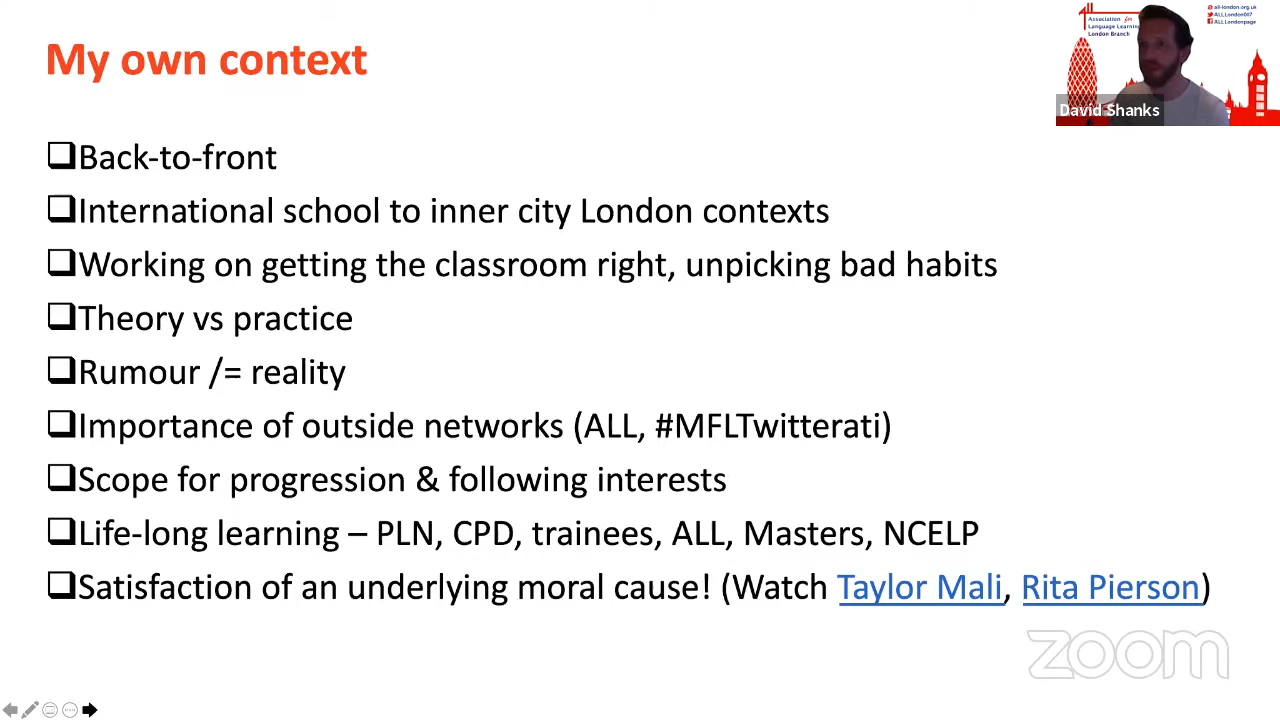 My own context
Association for
Language Learning
London Branch
all-london.org.uk
ALLLondon007
ALLLondonpage
David Shanks
❑Back-to-front
❑International school to inner city London contexts
❑Working on getting the classroom right, unpicking bad habits
❑Theory vs practice
❑Rumour /= reality
❑Importance of outside networks (ALL, #MFLTwitterati)
❑Scope for progression & following interests
❑Life-long learning – PLN, CPD, trainees, ALL, Masters, NCELP
❑Satisfaction of an underlying moral cause! (Watch Taylor Mali, Rita Pierson)
zoom